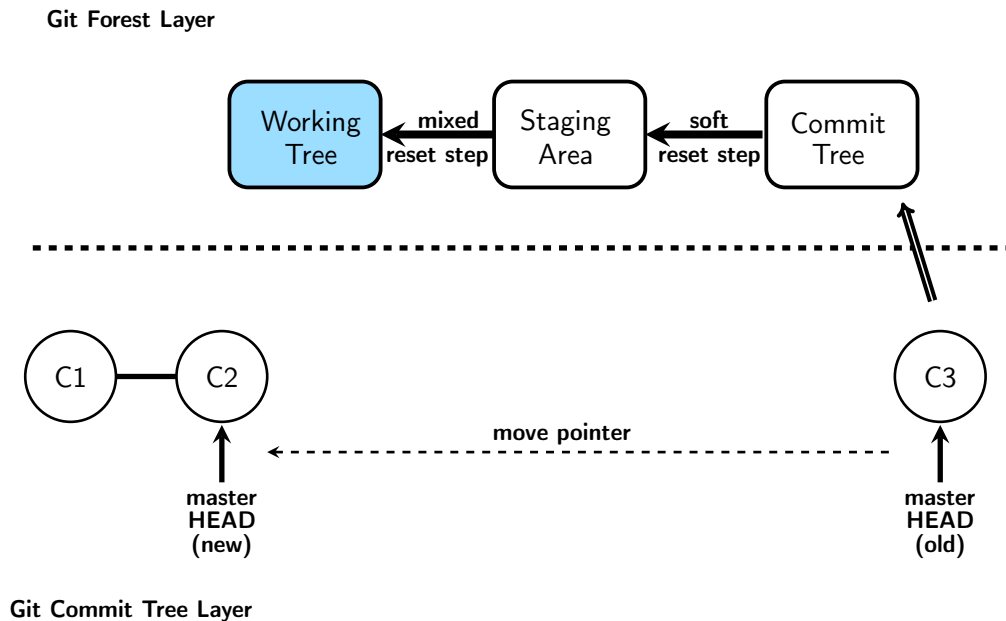 Git Forest Layer
Working
Tree
mixed
reset step
Staging
Area
soft
reset step
Commit
Tree
C1
C2
C3
move pointer
master
HEAD
(new)
master
HEAD
(old)
Git Commit Tree Layer